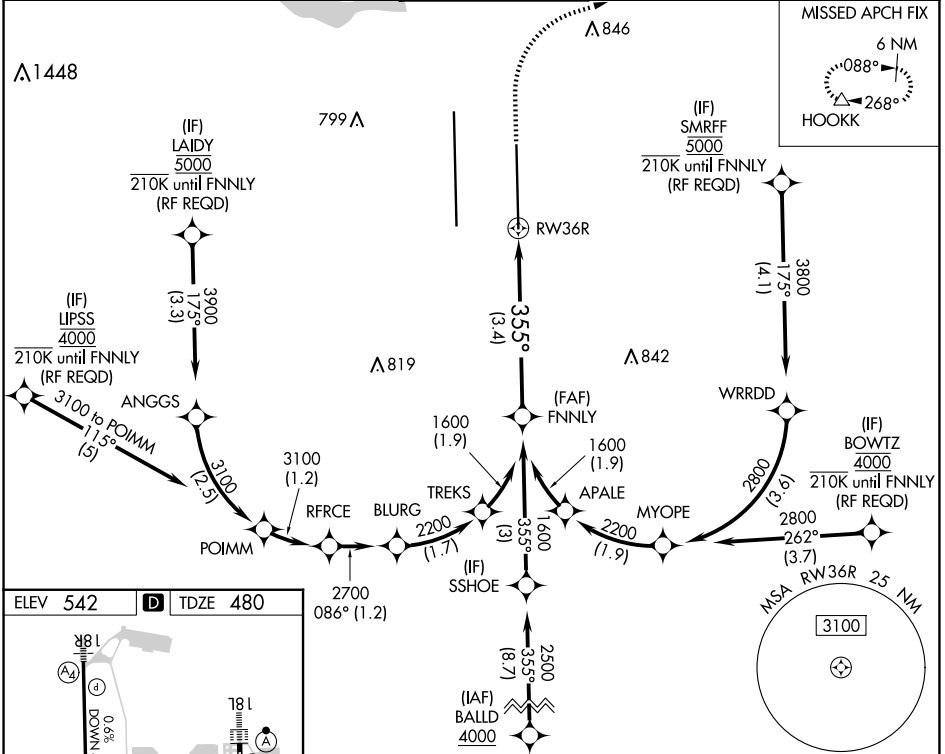 MISSED APCH FIX
6 NM
088°
268°
HOOKK
846
1448
799
(IF)
LAIDY
5000
210K until FNNLY
(RF REQD)
(IF)
SMRFF
5000
210K until FNNLY
(RF REQD)
RW36R
3900
175°
(3.3)
3800
175°
(4.1)
355°
(3.4)
(IF)
LIPSS
4000
210K until FNNLY
(RF REQD)
819
842
ANGGS
WRRDD
(FAF)
FNNLY
3100 to POIMM
115°
(5)
1600
(1.9)
1600
(1.9)
(IF)
BOWTZ
4000
210K until FNNLY
(RF REQD)
3100
(2.5)
3100
(1.2)
2800
(3.6)
POIMM
RFRCE
BLURG
TREKS
APALE
MYOPE
2200
(1.7)
1600
355°
(3)
2200
(1.9)
2800
262°
(3.7)
2700
086° (1.2)
(IF)
SSHOE
2500
355°
(8.7)
(IAF)
BALLD
4000
MSA RW36R 25 NM
3100
ELEV 542 D TDZE 480
18R
A4
P
0.6%
DOWN
18L
A